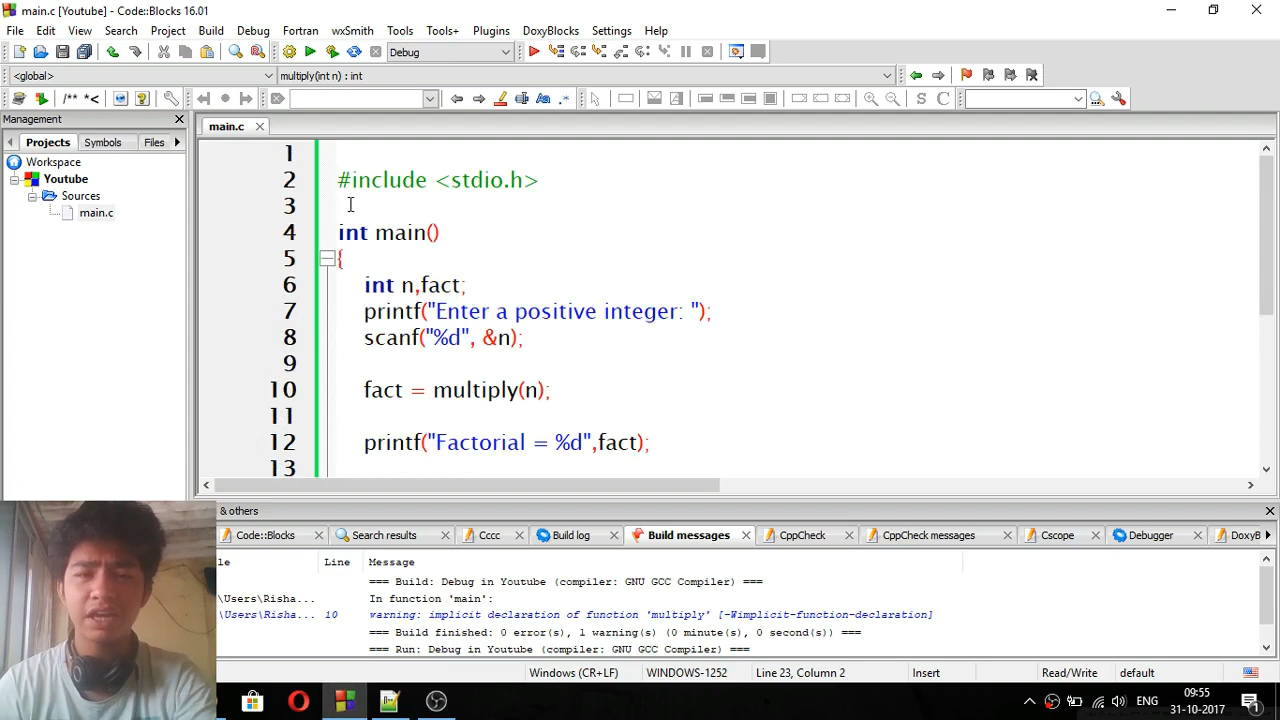 main.c [Youtube] - Code::Blocks 16.01
File Edit View Search Project Build Debug Fortran wxSmith Tools Tools+ Plugins DoxyBlocks Settings Help
Debug
<global> multiply(int n) : int
/** *<
S C
Management
main.c
Projects Symbols Files
Workspace
Youtube
Sources
main.c
1
2 #include <stdio.h>
3
4 int main()
5 {
6 int n,fact;
7 printf("Enter a positive integer: ");
8 scanf("%d", &n);
9
10 fact = multiply(n);
11
12 printf("Factorial = %d",fact);
13
& others
Code::Blocks Search results Cccc Build log Build messages CppCheck CppCheck messages Cscope Debugger DoxyB
le Line Message
=== Build: Debug in Youtube (compiler: GNU GCC Compiler) ===
\Users\Risha... In function 'main':
\Users\Risha... 10 warning: implicit declaration of function 'multiply' [-Wimplicit-function-declaration]
=== Build finished: 0 error(s), 1 warning(s) (0 minute(s), 0 second(s)) ===
=== Run: Debug in Youtube (compiler: GNU GCC Compiler) ===
Windows (CR+LF) WINDOWS-1252 Line 23, Column 2 Insert Read/Write default
ENG
09:55
31-10-2017
1